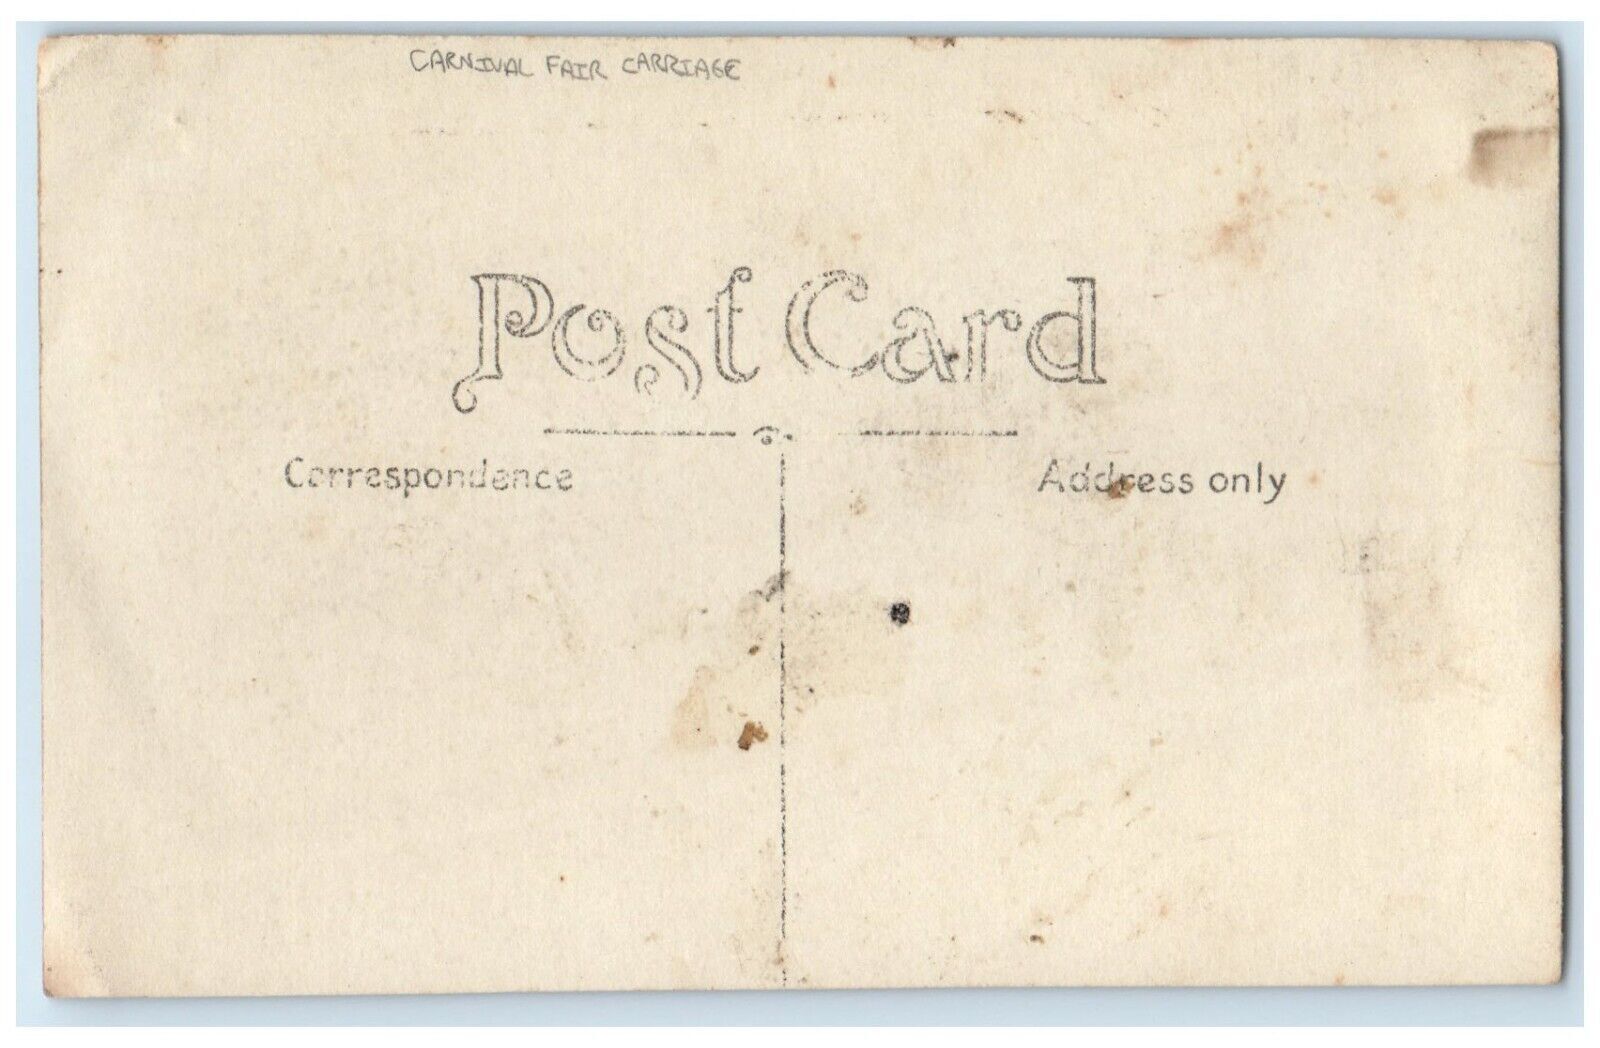 CARNIVAL FAIR CARRIAGE
Post Card
Correspondence
Address only